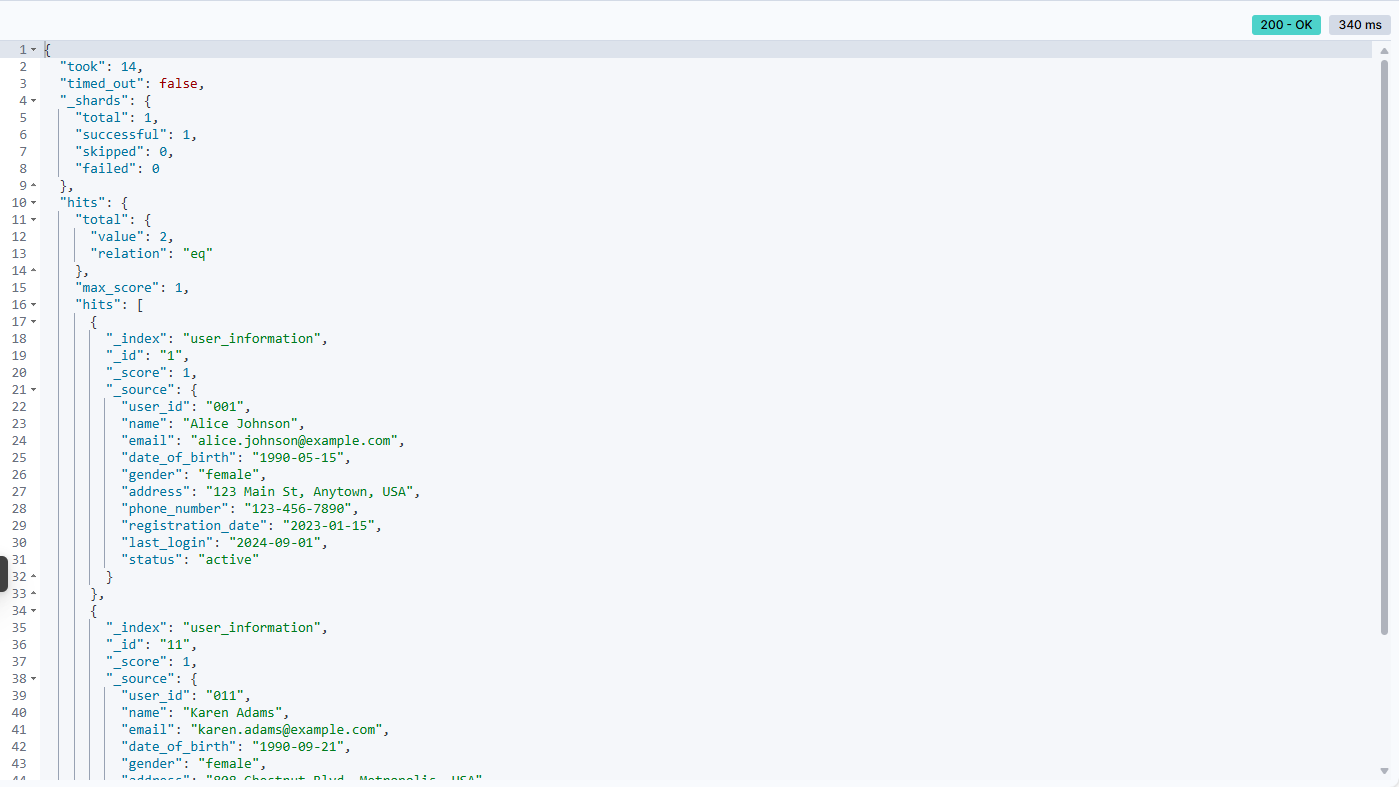 200 - OK 340 ms
1 {
2 "took": 14,
3 "timed_out": false,
4 "_shards": {
5 "total": 1,
6 "successful": 1,
7 "skipped": 0,
8 "failed": 0
9 },
10 "hits": {
11 "total": {
12 "value": 2,
13 "relation": "eq"
14 },
15 "max_score": 1,
16 "hits": [
17 {
18 "_index": "user_information",
19 "_id": "1",
20 "_score": 1,
21 "_source": {
22 "user_id": "001",
23 "name": "Alice Johnson",
24 "email": "alice.johnson@example.com",
25 "date_of_birth": "1990-05-15",
26 "gender": "female",
27 "address": "123 Main St, Anytown, USA",
28 "phone_number": "123-456-7890",
29 "registration_date": "2023-01-15",
30 "last_login": "2024-09-01",
31 "status": "active"
32 }
33 },
34 {
35 "_index": "user_information",
36 "_id": "11",
37 "_score": 1,
38 "_source": {
39 "user_id": "011",
40 "name": "Karen Adams",
41 "email": "karen.adams@example.com",
42 "date_of_birth": "1990-09-21",
43 "gender": "female",
44 "address": "808 Chestnut Blvd, Metropolis, USA"